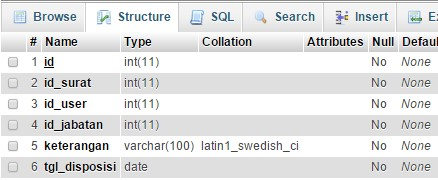 Browse Structure SQL Search Insert
# Name Type Collation Attributes Null
1 id int(11) No None
2 id_surat int(11) No None
3 id_user int(11) No None
4 id_jabatan int(11) No None
5 keterangan varchar(100) latin1_swedish_ci No None
6 tgl_disposisi date No None